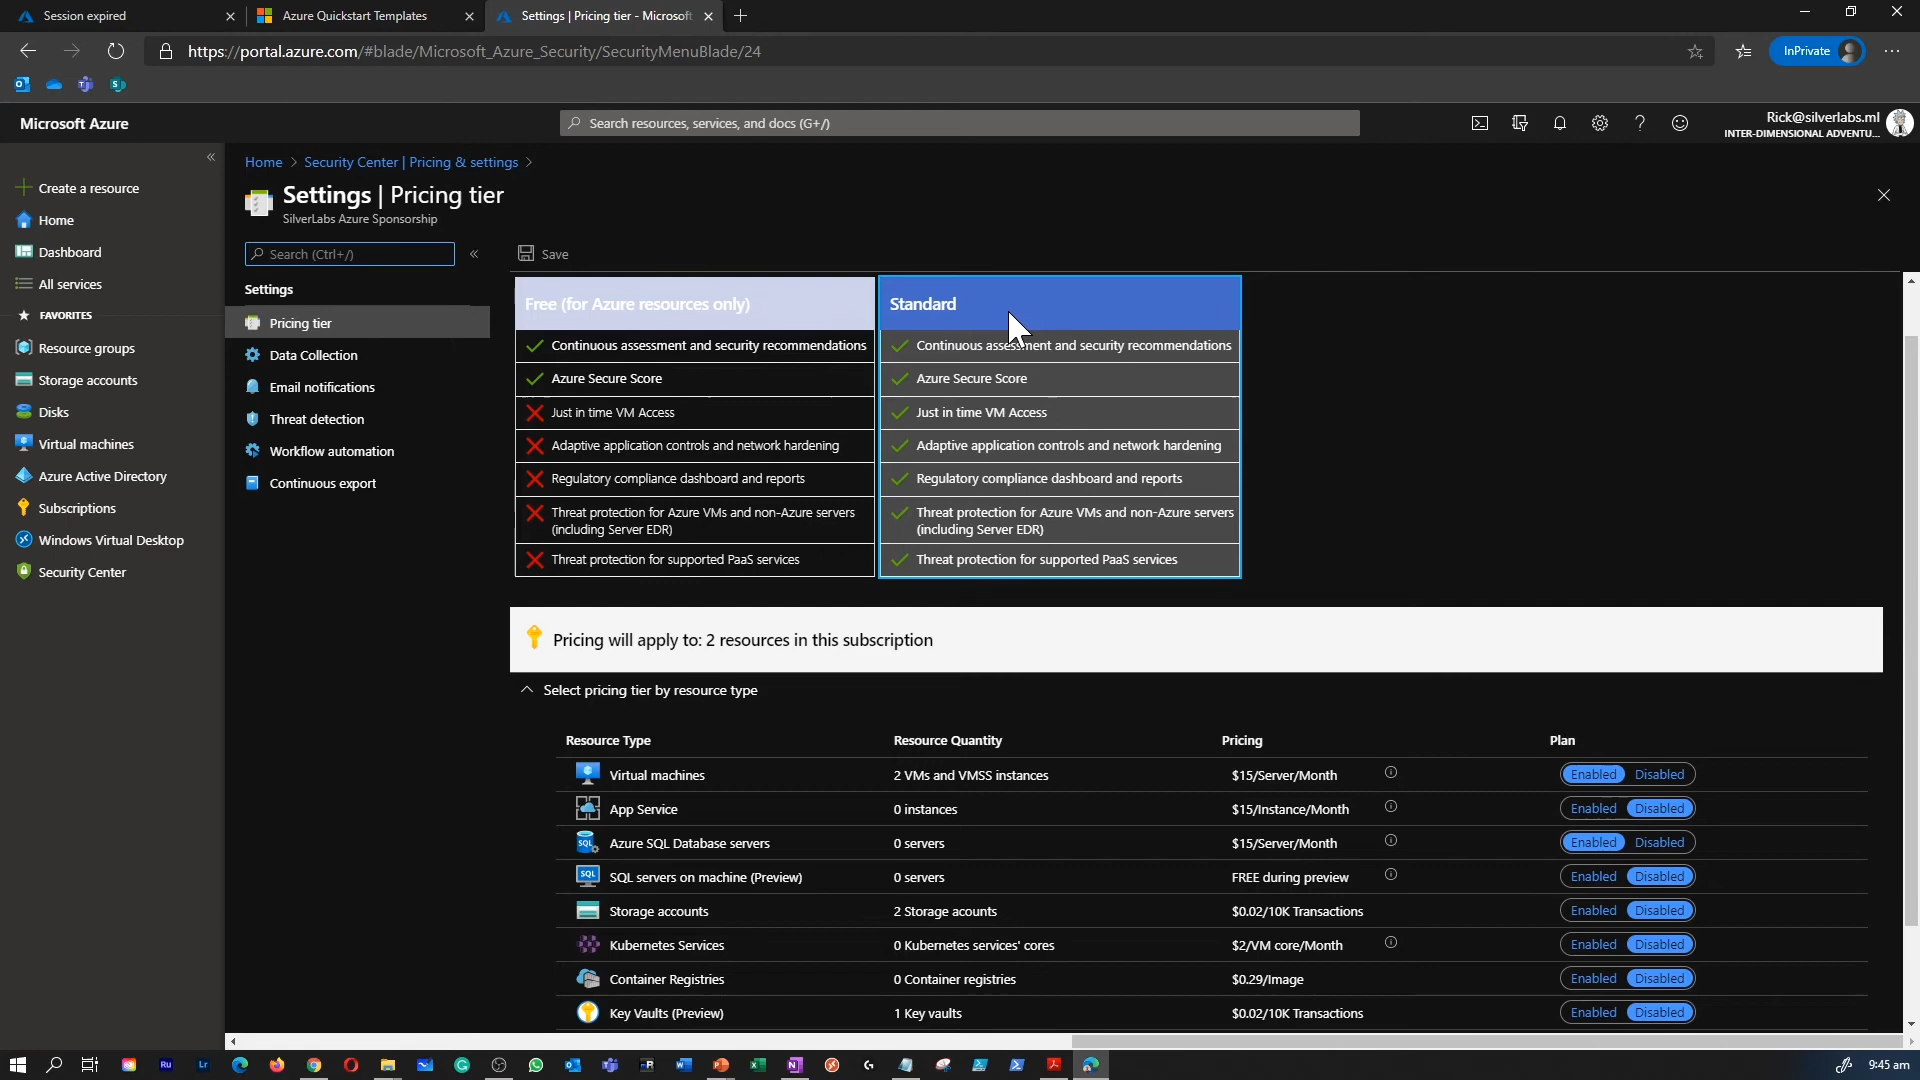 Session expired
Azure Quickstart Templates
Settings | Pricing tier - Microsoft
https://portal.azure.com/#blade/Microsoft_Azure_Security/SecurityMenuBlade/24
InPrivate
Microsoft Azure
Search resources, services, and docs (G+/)
Rick@silverlabs.ml
INTER-DIMENSIONAL ADVENTU...
Create a resource
Home
Dashboard
All services
FAVORITES
Resource groups
Storage accounts
Disks
Virtual machines
Azure Active Directory
Subscriptions
Windows Virtual Desktop
Security Center
Home > Security Center | Pricing & settings >
Settings | Pricing tier
SilverLabs Azure Sponsorship
Search (Ctrl+/)
Settings
Pricing tier
Data Collection
Email notifications
Threat detection
Workflow automation
Continuous export
Save
Free (for Azure resources only)
Continuous assessment and security recommendations
Azure Secure Score
Just in time VM Access
Adaptive application controls and network hardening
Regulatory compliance dashboard and reports
Threat protection for Azure VMs and non-Azure servers
(including Server EDR)
Threat protection for supported PaaS services
Standard
Continuous assessment and security recommendations
Azure Secure Score
Just in time VM Access
Adaptive application controls and network hardening
Regulatory compliance dashboard and reports
Threat protection for Azure VMs and non-Azure servers
(including Server EDR)
Threat protection for supported PaaS services
Pricing will apply to: 2 resources in this subscription
Select pricing tier by resource type
Resource Type Resource Quantity Pricing Plan
Virtual machines 2 VMs and VMSS instances $15/Server/Month Enabled Disabled
App Service 0 instances $15/Instance/Month Enabled Disabled
Azure SQL Database servers 0 servers $15/Server/Month Enabled Disabled
SQL servers on machine (Preview) 0 servers FREE during preview Enabled Disabled
Storage accounts 2 Storage acounts $0.02/10K Transactions Enabled Disabled
Kubernetes Services 0 Kubernetes services' cores $2/VM core/Month Enabled Disabled
Container Registries 0 Container registries $0.29/Image Enabled Disabled
Key Vaults (Preview) 1 Key vaults $0.02/10K Transactions Enabled Disabled
9:45 am